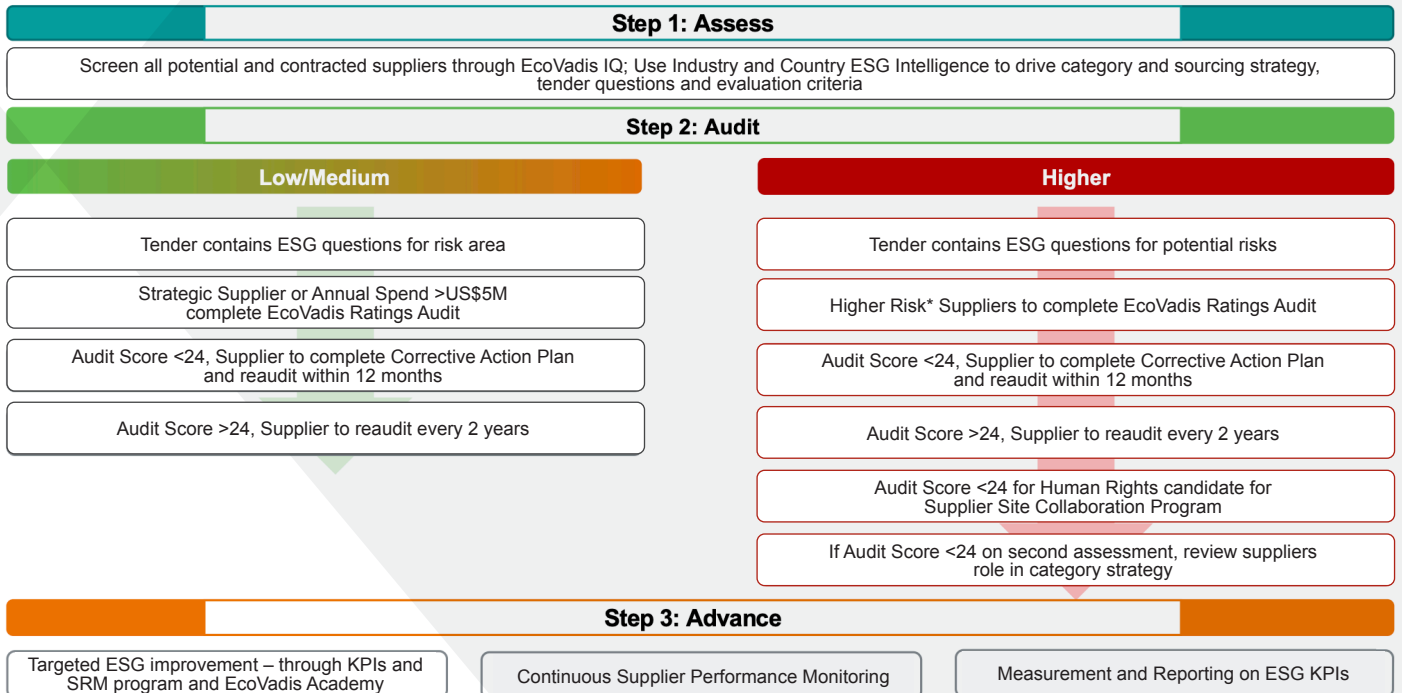 Step 1: Assess
Screen all potential and contracted suppliers through EcoVadis IQ; Use Industry and Country ESG Intelligence to drive category and sourcing strategy,
tender questions and evaluation criteria
Step 2: Audit
Low/Medium
Tender contains ESG questions for risk area
Strategic Supplier or Annual Spend >US$5M
complete EcoVadis Ratings Audit
Audit Score <24, Supplier to complete Corrective Action Plan
and reaudit within 12 months
Audit Score >24, Supplier to reaudit every 2 years
Higher
Tender contains ESG questions for potential risks
Higher Risk* Suppliers to complete EcoVadis Ratings Audit
Audit Score <24, Supplier to complete Corrective Action Plan
and reaudit within 12 months
Audit Score >24, Supplier to reaudit every 2 years
Audit Score <24 for Human Rights candidate for
Supplier Site Collaboration Program
If Audit Score <24 on second assessment, review suppliers
role in category strategy
Step 3: Advance
Targeted ESG improvement – through KPIs and
SRM program and EcoVadis Academy
Continuous Supplier Performance Monitoring
Measurement and Reporting on ESG KPIs